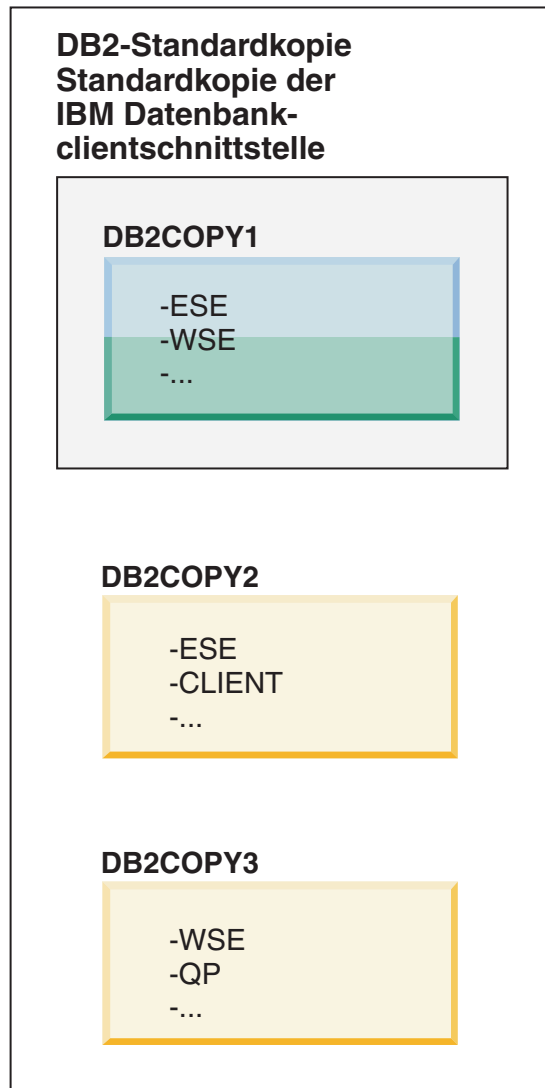 DB2-Standardkopie
Standardkopie der
IBM Datenbank-
clientschnittstelle
DB2COPY1
-ESE
-WSE
-...
DB2COPY2
-ESE
-CLIENT
-...
DB2COPY3
-WSE
-QP
-...